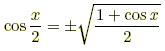 cos x/2 = ±√((1 + cos x)/2)